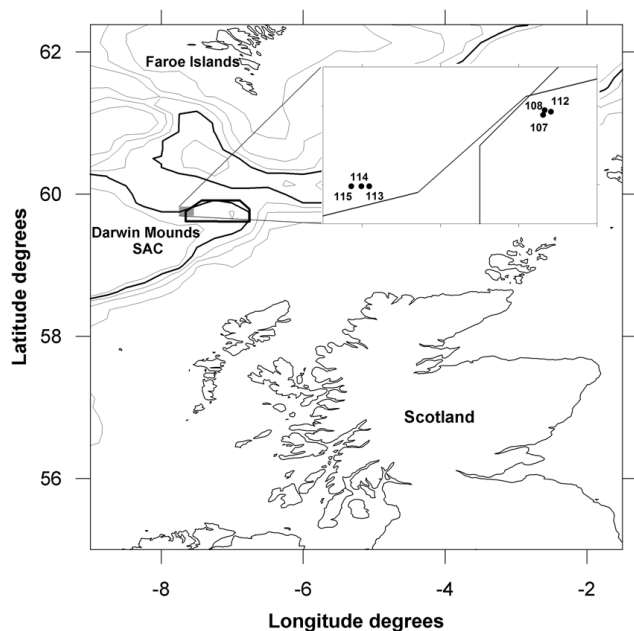 62
60
58
56
Latitude degrees
Faroe Islands
Darwin Mounds
SAC
108
112
107
114
115
113
Scotland
-8
-6
-4
-2
Longitude degrees